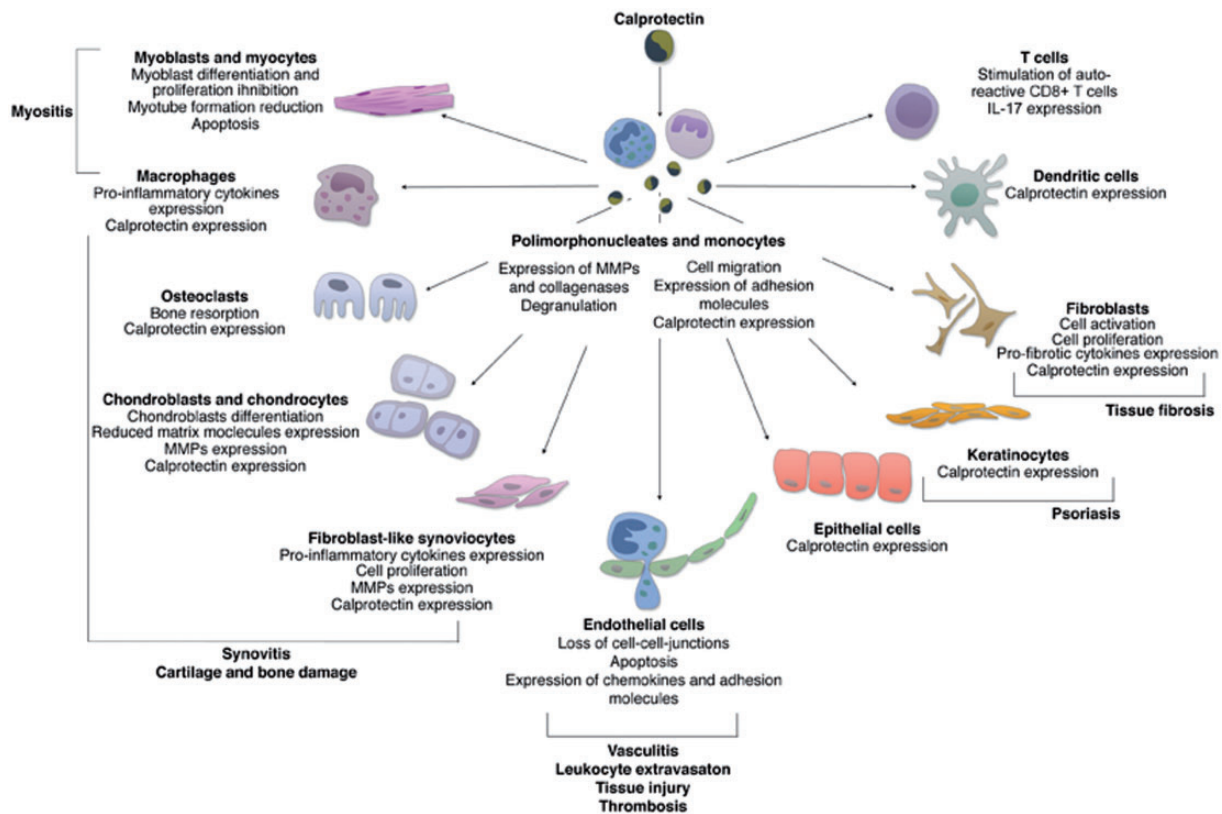 Calprotectin
Myoblasts and myocytes
Myoblast differentiation and
proliferation ihnibition
Myotube formation reduction
Apoptosis
Myositis
Macrophages
Pro-inflammatory cytokines
expression
Calprotectin expression
T cells
Stimulation of auto-
reactive CD8+ T cells
IL-17 expression
Dendritic cells
Calprotectin expression
Polimorphonucleates and monocytes
Expression of MMPs
and collagenases
Degranulation
Cell migration
Expression of adhesion
molecules
Calprotectin expression
Osteoclasts
Bone resorption
Calprotectin expression
Fibroblasts
Cell activation
Cell proliferation
Pro-fibrotic cytokines expression
Calprotectin expression
Tissue fibrosis
Chondroblasts and chondrocytes
Chondroblasts differentiation
Reduced matrix moclecules expression
MMPs expression
Calprotectin expression
Keratinocytes
Calprotectin expression
Psoriasis
Epithelial cells
Calprotectin expression
Fibroblast-like synoviocytes
Pro-inflammatory cytokines expression
Cell proliferation
MMPs expression
Calprotectin expression
Synovitis
Cartilage and bone damage
Endothelial cells
Loss of cell-cell-junctions
Apoptosis
Expression of chemokines and adhesion
molecules
Vasculitis
Leukocyte extravasaton
Tissue injury
Thrombosis